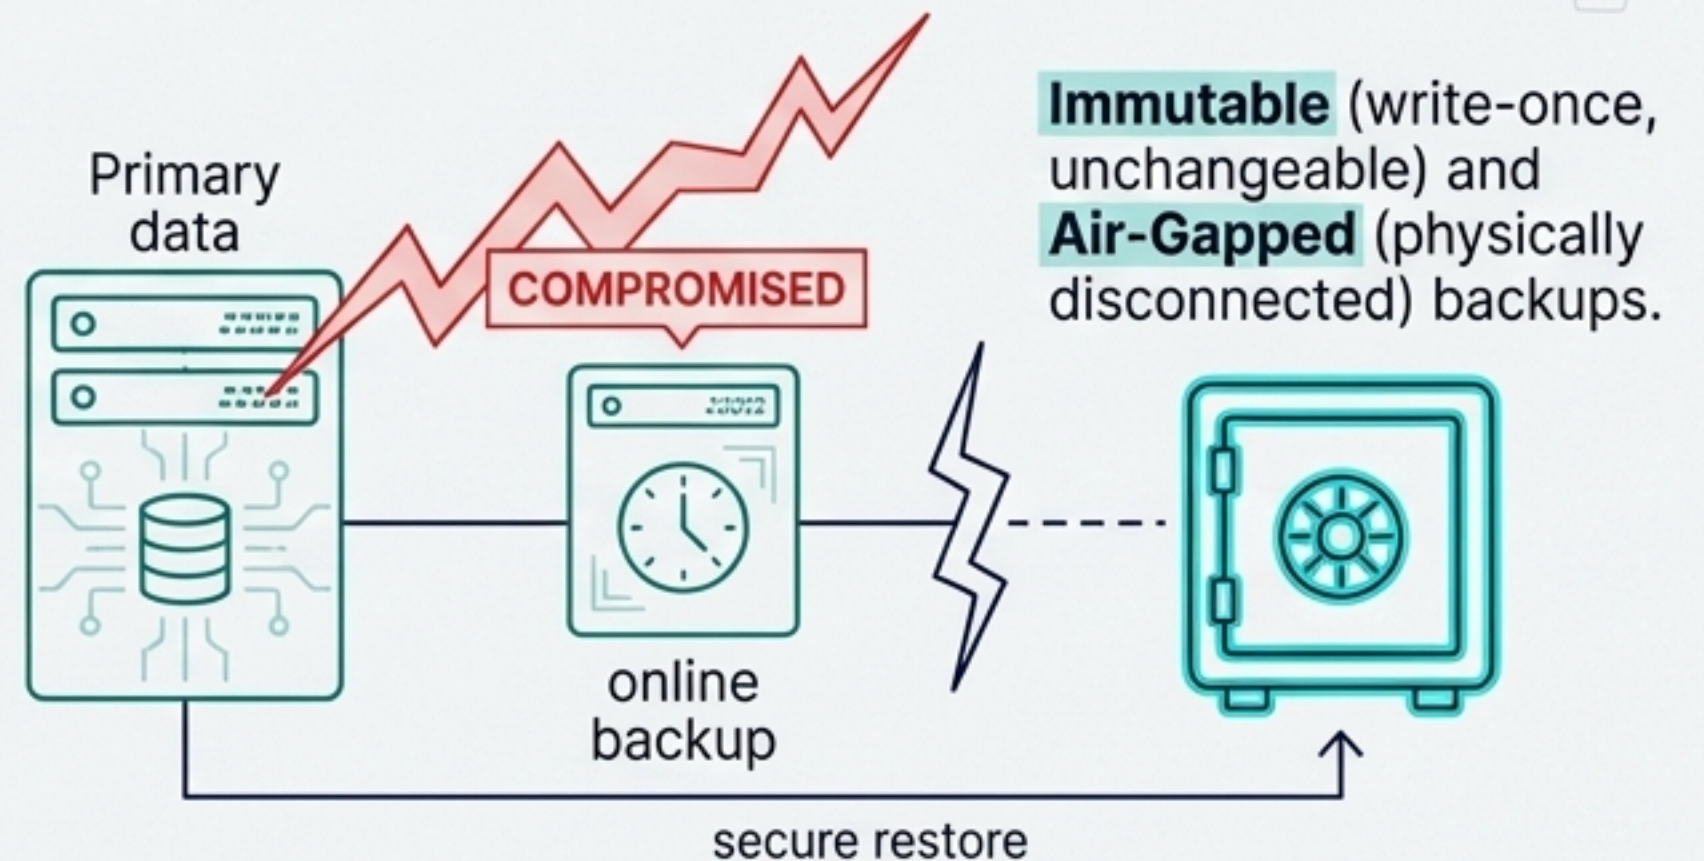 Primary
data
COMPROMISED
online
backup
Immutable (write-once,
unchangeable) and
Air-Gapped (physically
disconnected) backups.
secure restore